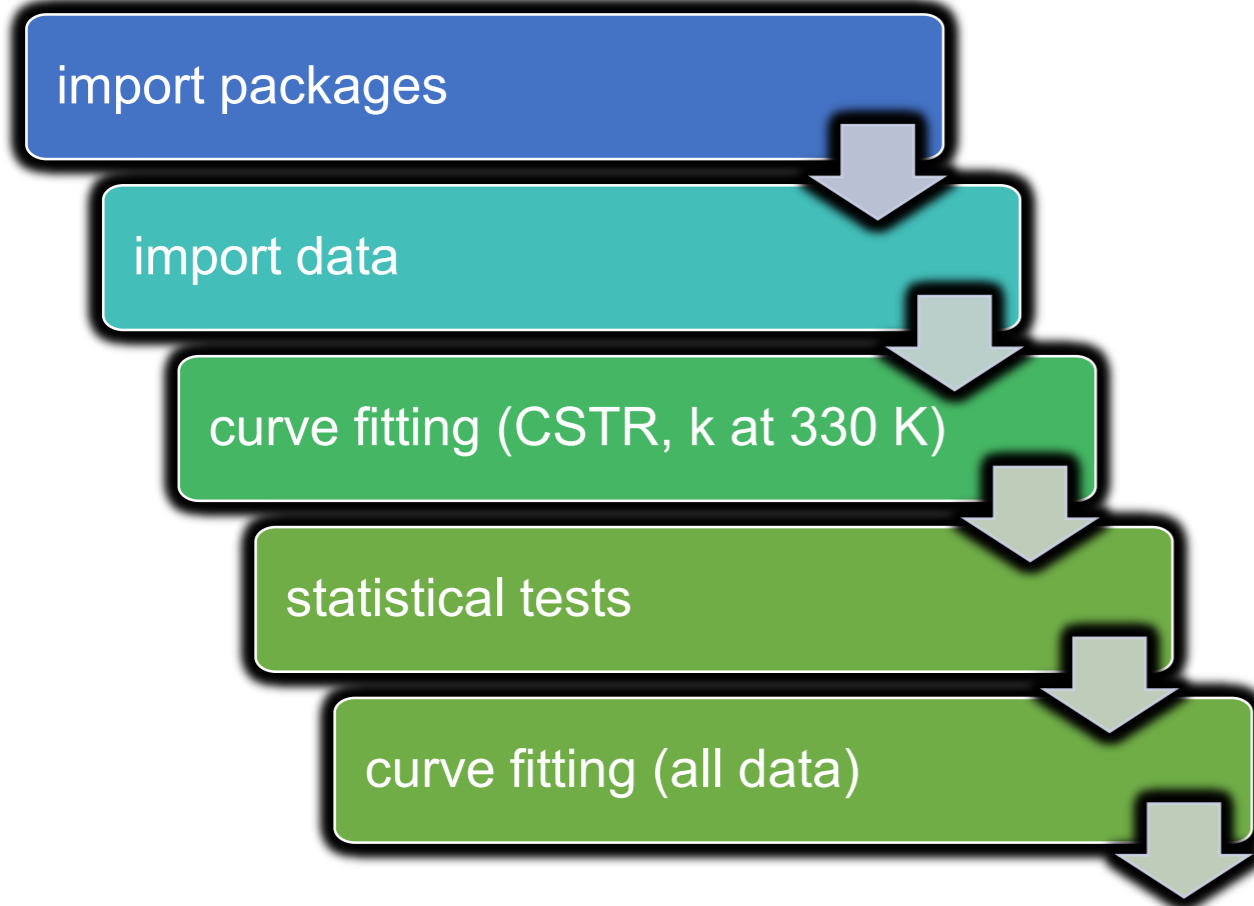 import packages
import data
curve fitting (CSTR, k at 330 K)
statistical tests
curve fitting (all data)